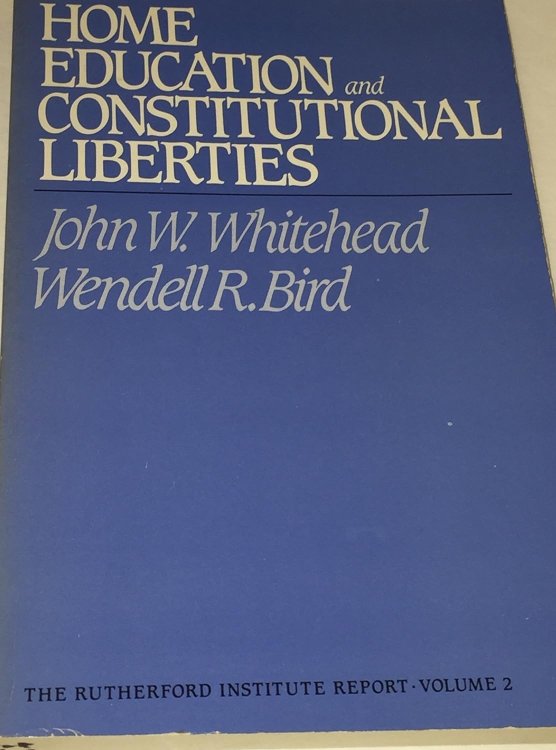 HOME
EDUCATION and
CONSTITUTIONAL
LIBERTIES
John W. Whitehead
Wendell R. Bird
THE RUTHERFORD INSTITUTE REPORT · VOLUME 2